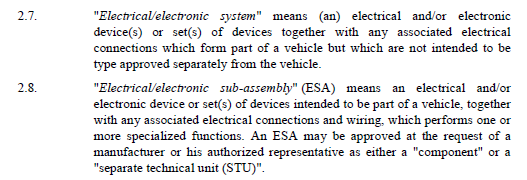 2.7. "Electrical/electronic system" means (an) electrical and/or electronic
device(s) or set(s) of devices together with any associated electrical
connections which form part of a vehicle but which are not intended to be
type approved separately from the vehicle.
2.8. "Electrical/electronic sub-assembly" (ESA) means an electrical and/or
electronic device or set(s) of devices intended to be part of a vehicle, together
with any associated electrical connections and wiring, which performs one or
more specialized functions. An ESA may be approved at the request of a
manufacturer or his authorized representative as either a "component" or a
"separate technical unit (STU)".